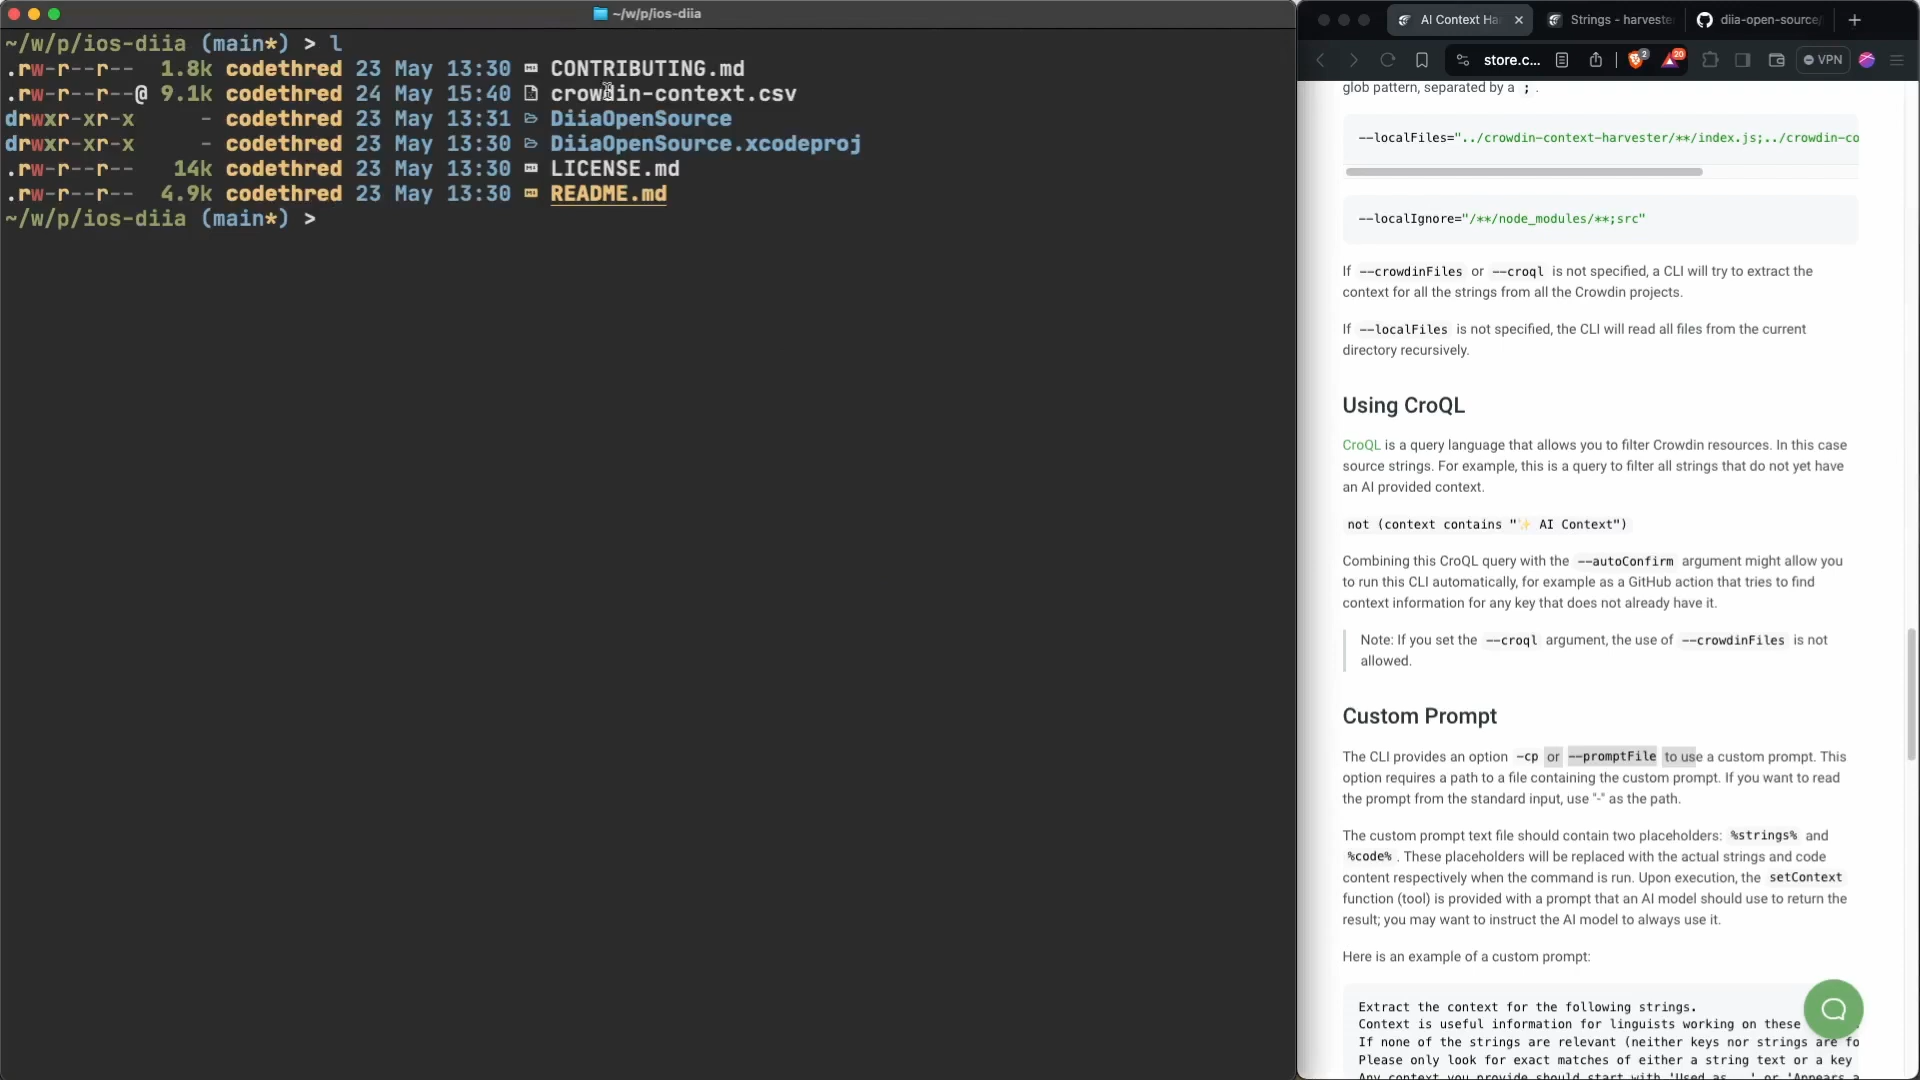 ~/w/p/ios-diia
~/w/p/ios-diia (main*) > l
.rw-r--r-- 1.8k codethred 23 May 13:30 CONTRIBUTING.md
.rw-r--r--@ 9.1k codethred 24 May 15:40 crowdin-context.csv
drwxr-xr-x - codethred 23 May 13:31 DiiaOpenSource
drwxr-xr-x - codethred 23 May 13:30 DiiaOpenSource.xcodeproj
.rw-r--r-- 14k codethred 23 May 13:30 LICENSE.md
.rw-r--r-- 4.9k codethred 23 May 13:30 README.md
~/w/p/ios-diia (main*) >
AI Context Ha
Strings - harveste
diia-open-source/
store.c...
2
20
VPN
glob pattern, separated by a ; .
--localFiles="../crowdin-context-harvester/**/index.js;../crowdin-co
--localIgnore="/**/node_modules/**;src"
If --crowdinFiles or --croql is not specified, a CLI will try to extract the
context for all the strings from all the Crowdin projects.
If --localFiles is not specified, the CLI will read all files from the current
directory recursively.
Using CroQL
CroQL is a query language that allows you to filter Crowdin resources. In this case
source strings. For example, this is a query to filter all strings that do not yet have
an AI provided context.
not (context contains "✨ AI Context")
Combining this CroQL query with the --autoConfirm argument might allow you
to run this CLI automatically, for example as a GitHub action that tries to find
context information for any key that does not already have it.
Note: If you set the --croql argument, the use of --crowdinFiles is not
allowed.
Custom Prompt
The CLI provides an option -cp or --promptFile to use a custom prompt. This
option requires a path to a file containing the custom prompt. If you want to read
the prompt from the standard input, use "-" as the path.
The custom prompt text file should contain two placeholders: %strings% and
%code% . These placeholders will be replaced with the actual strings and code
content respectively when the command is run. Upon execution, the setContext
function (tool) is provided with a prompt that an AI model should use to return the
result; you may want to instruct the AI model to always use it.
Here is an example of a custom prompt:
Extract the context for the following strings.
Context is useful information for linguists working on these
If none of the strings are relevant (neither keys nor strings are fo
Please only look for exact matches of either a string text or a key
Any context you provide should start with 'Used as...' or 'Appears a